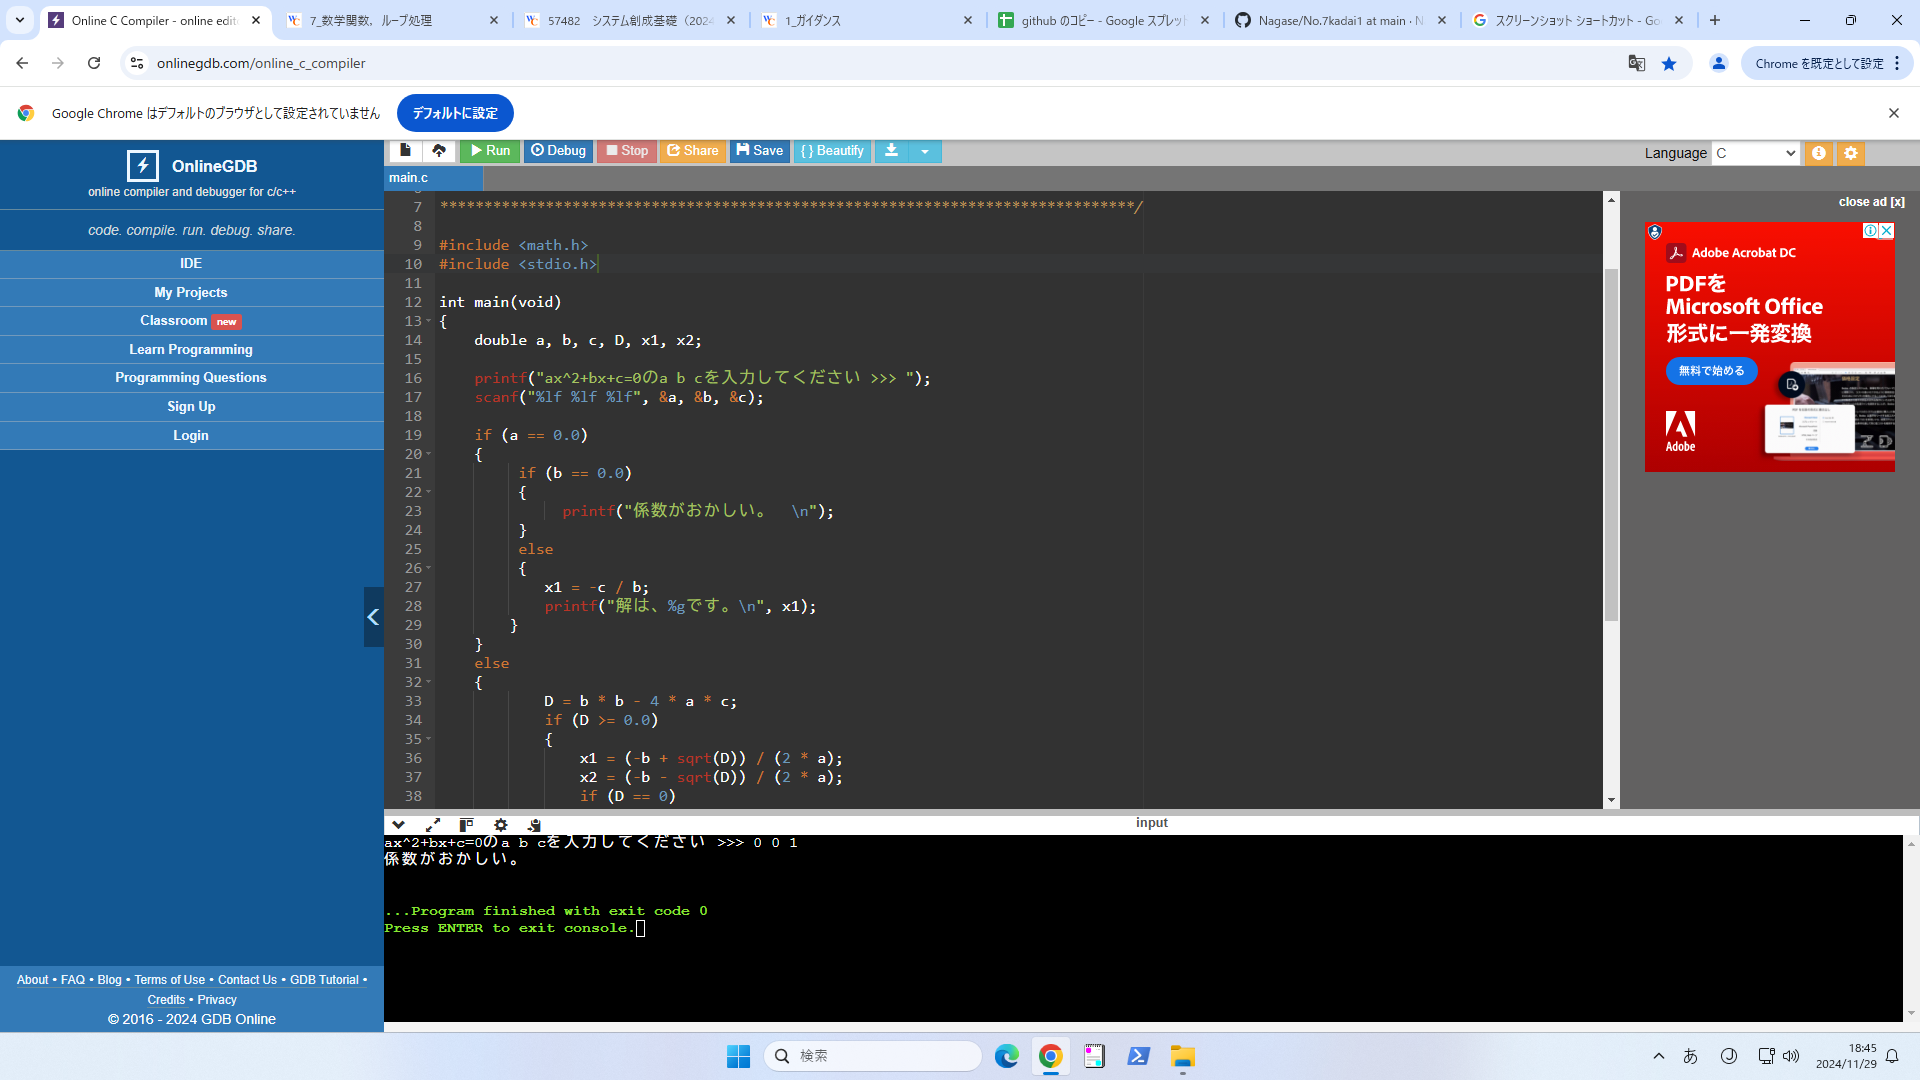 Online C Compiler - online edit
7_数学関数，ループ処理
57482　システム創成基礎（2024
1_ガイダンス
github のコピー - Google スプレッ
Nagase/No.7kadai1 at main · N
スクリーンショット ショートカット - Go
onlinegdb.com/online_c_compiler
Chrome を既定として設定
Google Chrome はデフォルトのブラウザとして設定されていません
デフォルトに設定
OnlineGDB
online compiler and debugger for c/c++
code. compile. run. debug. share.
IDE
My Projects
Classroom new
Learn Programming
Programming Questions
Sign Up
Login
About • FAQ • Blog • Terms of Use • Contact Us • GDB Tutorial •
Credits • Privacy
© 2016 - 2024 GDB Online
Run
Debug
Stop
Share
Save
{ } Beautify
Language C
main.c
7 *******************************************************************************/
8
9 #include <math.h>
10 #include <stdio.h>
11
12 int main(void)
13 {
14     double a, b, c, D, x1, x2;
15
16     printf("ax^2+bx+c=0のa b cを入力してください >>> ");
17     scanf("%lf %lf %lf", &a, &b, &c);
18
19     if (a == 0.0)
20     {
21          if (b == 0.0)
22          {
23               printf("係数がおかしい。　\n");
24          }
25          else
26          {
27             x1 = -c / b;
28             printf("解は、%gです。\n", x1);
29         }
30     }
31     else
32     {
33             D = b * b - 4 * a * c;
34             if (D >= 0.0)
35             {
36                 x1 = (-b + sqrt(D)) / (2 * a);
37                 x2 = (-b - sqrt(D)) / (2 * a);
38                 if (D == 0)
close ad [x]
Adobe Acrobat DC
PDFを
Microsoft Office
形式に一発変換
無料で始める
Adobe
input
ax^2+bx+c=0のa b cを入力してください >>> 0 0 1
係数がおかしい。
...Program finished with exit code 0
Press ENTER to exit console.
検索
あ
18:45
2024/11/29